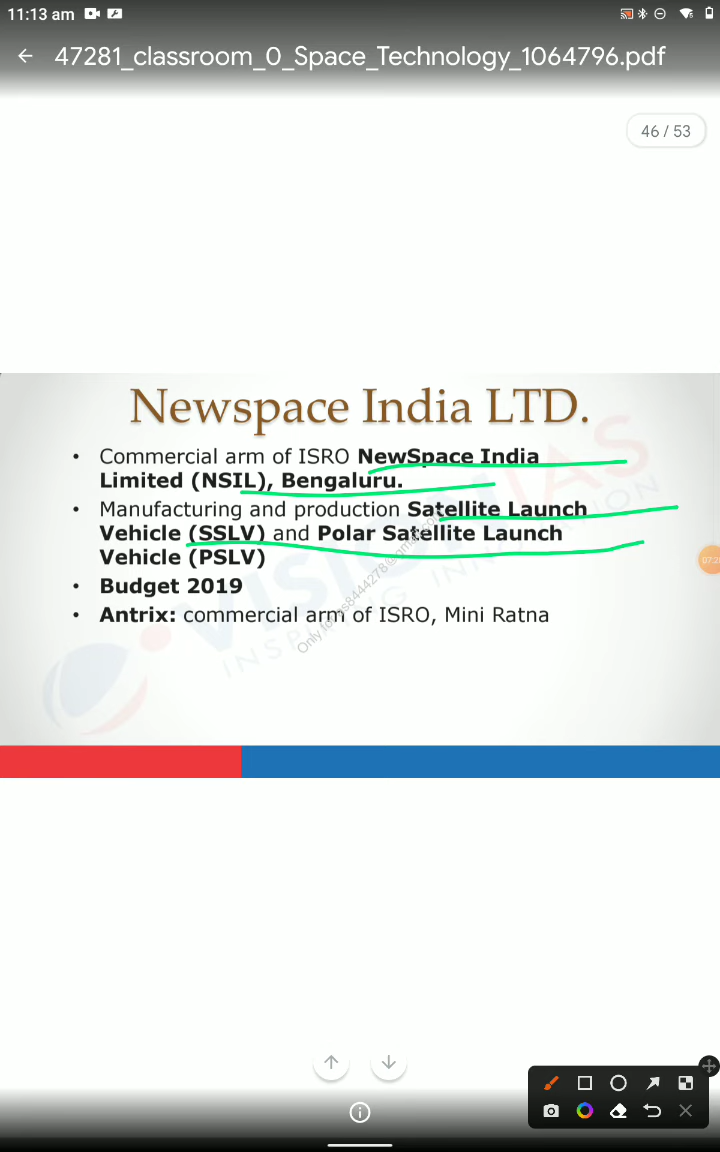 11:13 am
47281_classroom_0_Space_Technology_1064796.pdf
46 / 53
Newspace India LTD.
• Commercial arm of ISRO NewSpace India
Limited (NSIL), Bengaluru.
• Manufacturing and production Satellite Launch
Vehicle (SSLV) and Polar Satellite Launch
Vehicle (PSLV)
• Budget 2019
• Antrix: commercial arm of ISRO, Mini Ratna
VISION IAS